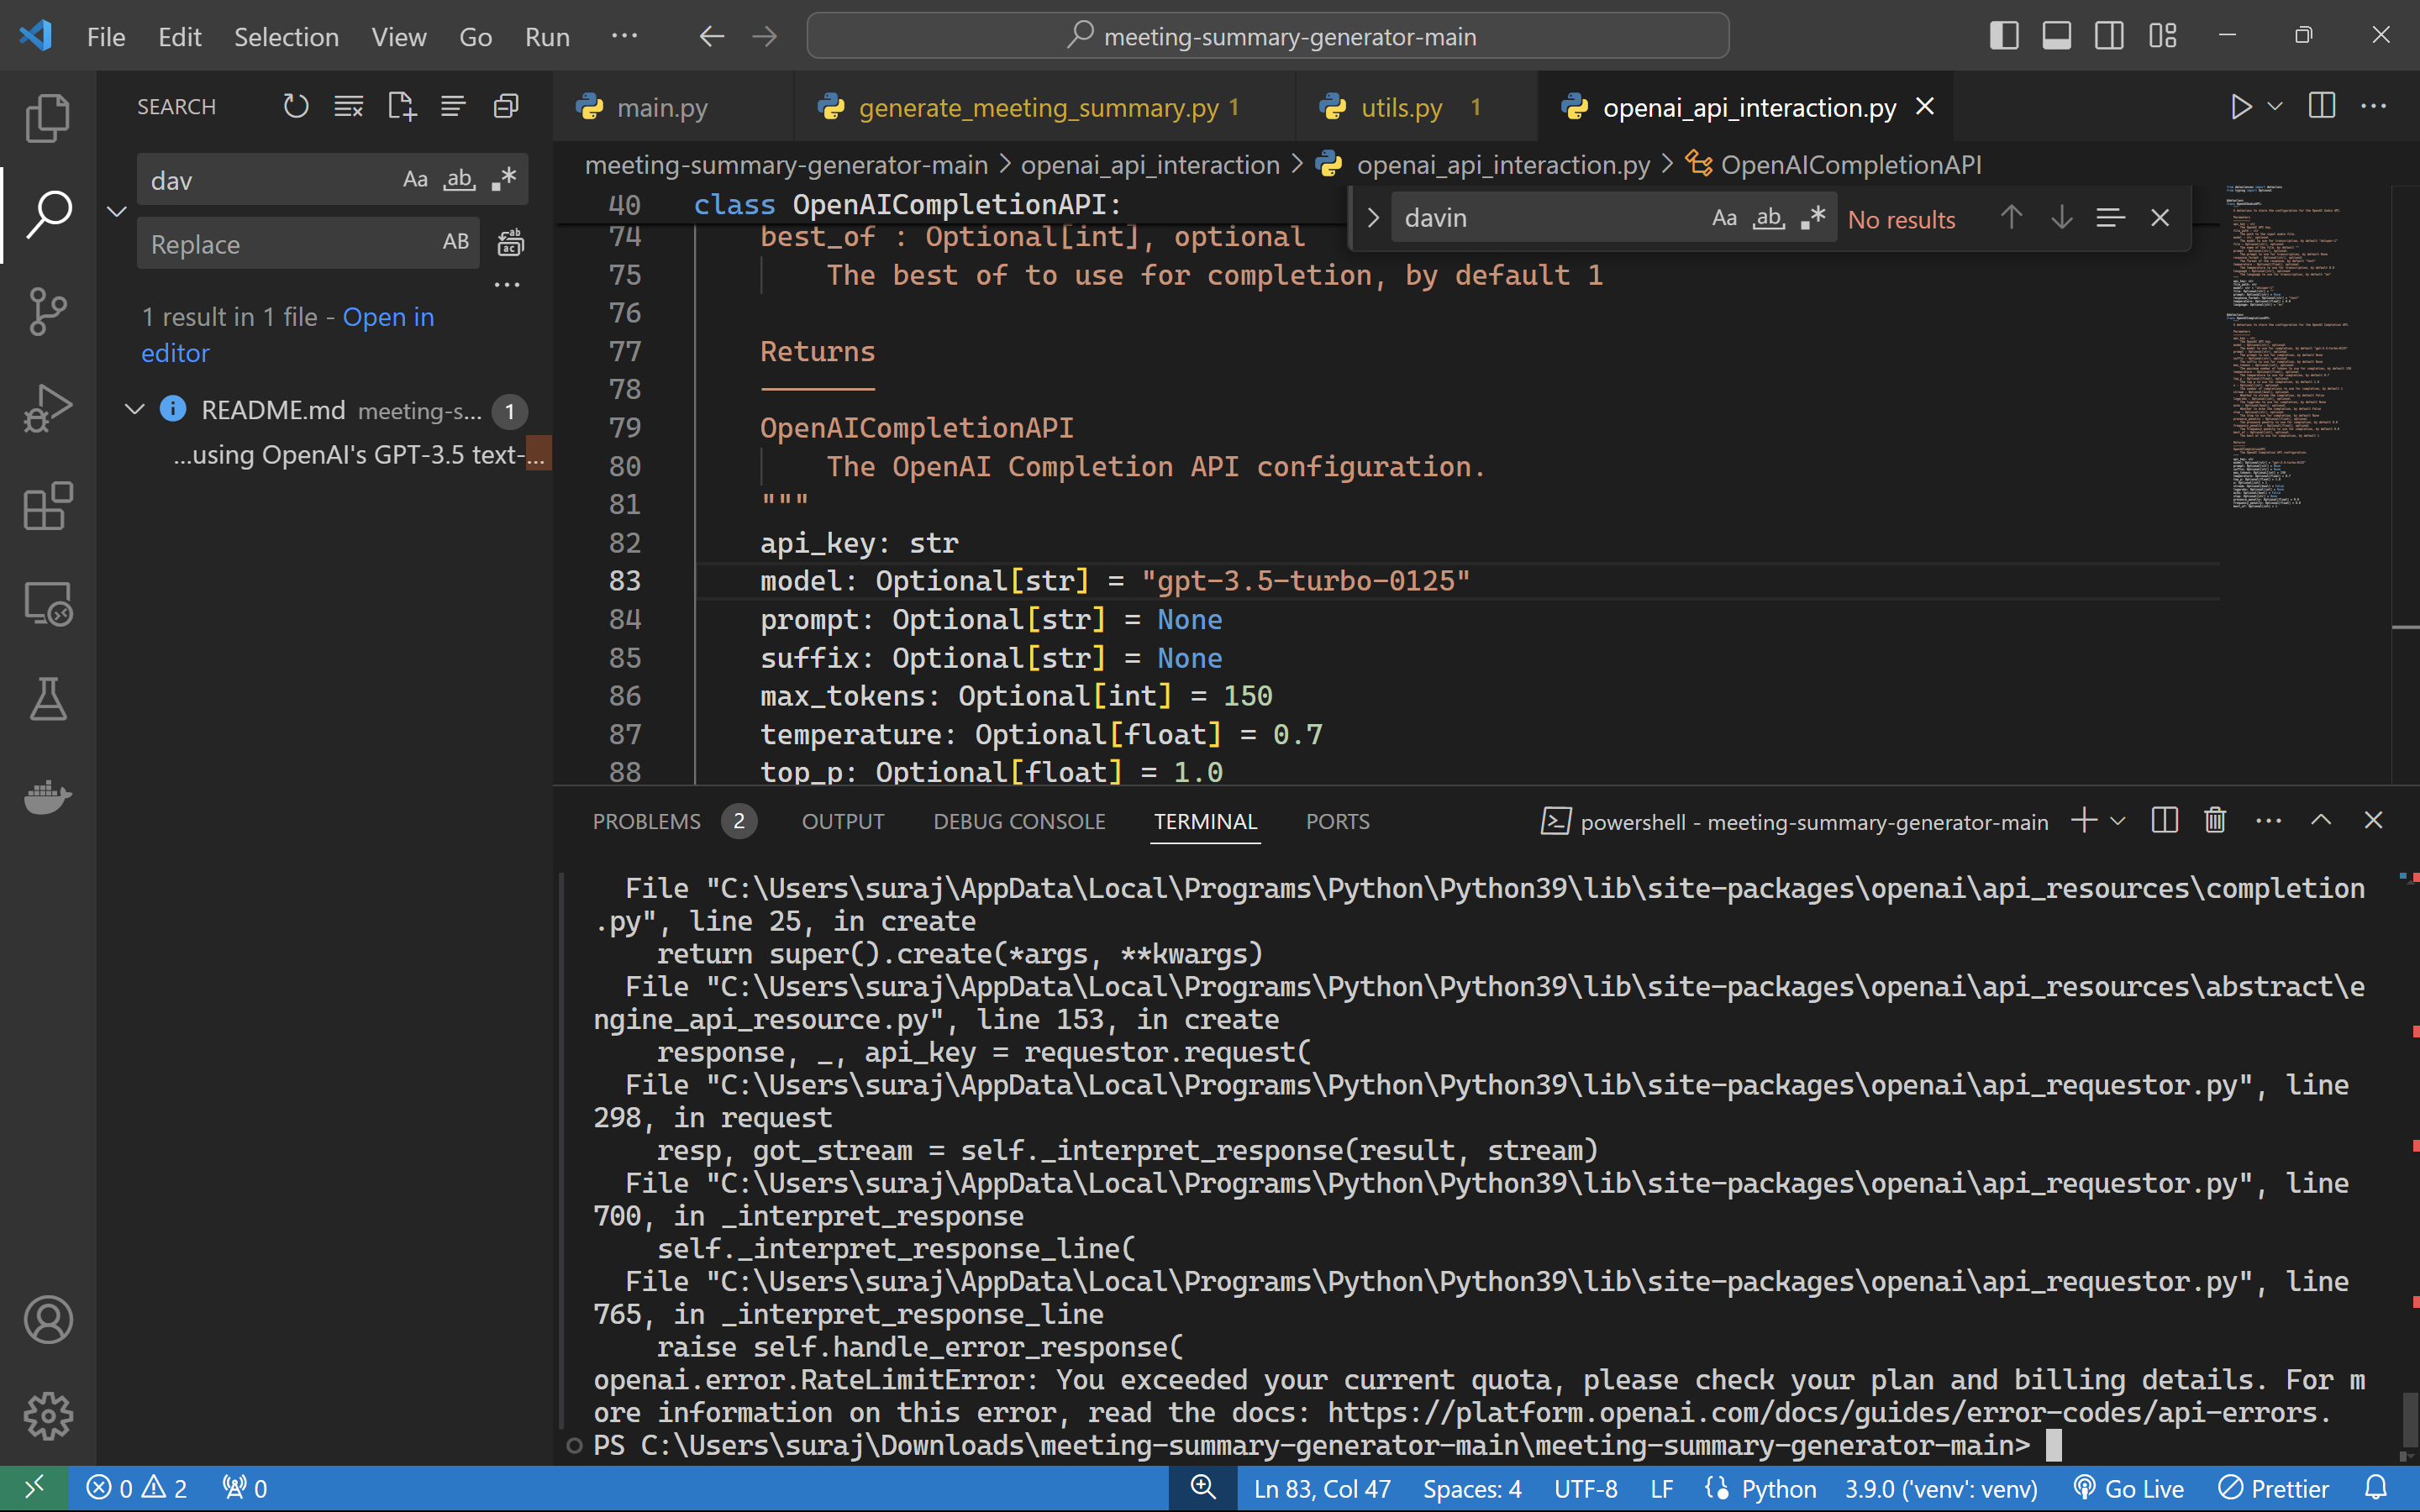 File Edit Selection View Go Run ···
meeting-summary-generator-main
SEARCH
dav
Aa ab
Replace
AB
1 result in 1 file - Open in
editor
README.md meeting-s... 1
...using OpenAI's GPT-3.5 text-...
main.py
generate_meeting_summary.py 1
utils.py 1
openai_api_interaction.py
meeting-summary-generator-main > openai_api_interaction > openai_api_interaction.py > OpenAICompletionAPI
davin
Aa ab
No results
40 class OpenAICompletionAPI:
74 best_of : Optional[int], optional
75 The best of to use for completion, by default 1
76
77 Returns
78 -------
79 OpenAICompletionAPI
80 The OpenAI Completion API configuration.
81 """
82 api_key: str
83 model: Optional[str] = "gpt-3.5-turbo-0125"
84 prompt: Optional[str] = None
85 suffix: Optional[str] = None
86 max_tokens: Optional[int] = 150
87 temperature: Optional[float] = 0.7
88 top_p: Optional[float] = 1.0
PROBLEMS 2 OUTPUT DEBUG CONSOLE TERMINAL PORTS
powershell - meeting-summary-generator-main
File "C:\Users\suraj\AppData\Local\Programs\Python\Python39\lib\site-packages\openai\api_resources\completion
.py", line 25, in create
return super().create(*args, **kwargs)
File "C:\Users\suraj\AppData\Local\Programs\Python\Python39\lib\site-packages\openai\api_resources\abstract\e
ngine_api_resource.py", line 153, in create
response, _, api_key = requestor.request(
File "C:\Users\suraj\AppData\Local\Programs\Python\Python39\lib\site-packages\openai\api_requestor.py", line
298, in request
resp, got_stream = self._interpret_response(result, stream)
File "C:\Users\suraj\AppData\Local\Programs\Python\Python39\lib\site-packages\openai\api_requestor.py", line
700, in _interpret_response
self._interpret_response_line(
File "C:\Users\suraj\AppData\Local\Programs\Python\Python39\lib\site-packages\openai\api_requestor.py", line
765, in _interpret_response_line
raise self.handle_error_response(
openai.error.RateLimitError: You exceeded your current quota, please check your plan and billing details. For m
ore information on this error, read the docs: https://platform.openai.com/docs/guides/error-codes/api-errors.
PS C:\Users\suraj\Downloads\meeting-summary-generator-main\meeting-summary-generator-main>
0 2 0
Ln 83, Col 47 Spaces: 4 UTF-8 LF Python 3.9.0 ('venv': venv) Go Live Prettier